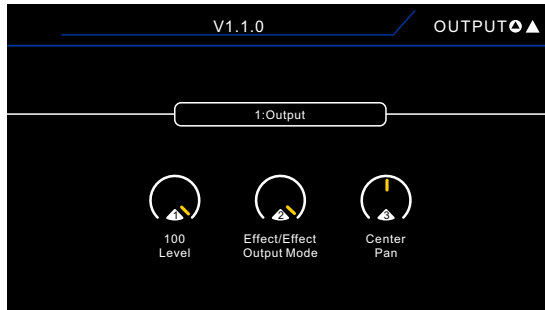 V1.1.0
OUTPUT
1:Output
1
2
3
100
Level
Effect/Effect
Output Mode
Center
Pan